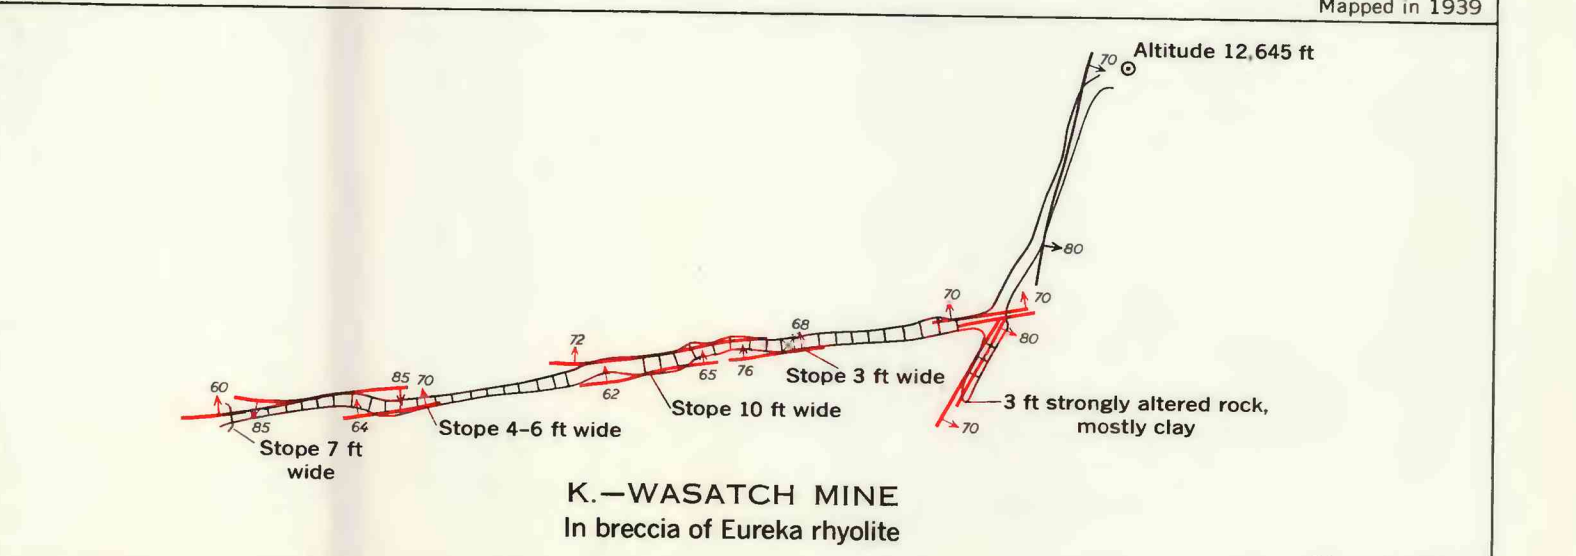 Mapped in 1939
70
Altitude 12,645 ft
80
70
70
80
68
72
65
76
62
Stope 3 ft wide
Stope 10 ft wide
3 ft strongly altered rock,
mostly clay
70
60
85
70
85
64
Stope 4-6 ft wide
Stope 7 ft
wide
K.—WASATCH MINE
In breccia of Eureka rhyolite